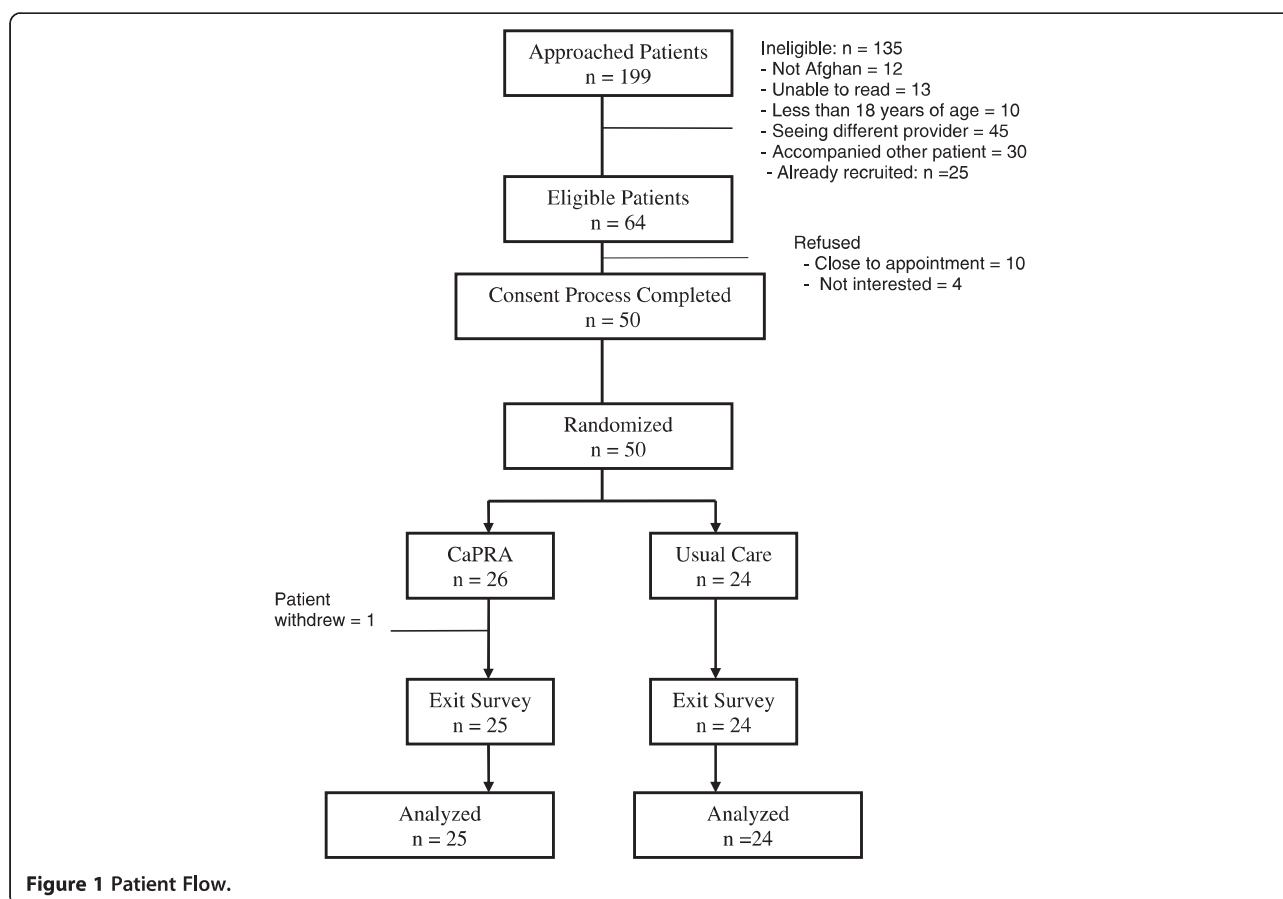 Approached Patients
n = 199
Ineligible: n = 135
- Not Afghan = 12
- Unable to read = 13
- Less than 18 years of age = 10
- Seeing different provider = 45
- Accompanied other patient = 30
- Already recruited: n =25
Eligible Patients
n = 64
Refused
- Close to appointment = 10
- Not interested = 4
Consent Process Completed
n = 50
Randomized
n = 50
CaPRA
n = 26
Usual Care
n = 24
Patient
withdrew = 1
Exit Survey
n = 25
Exit Survey
n = 24
Analyzed
n = 25
Analyzed
n =24
Figure 1 Patient Flow.